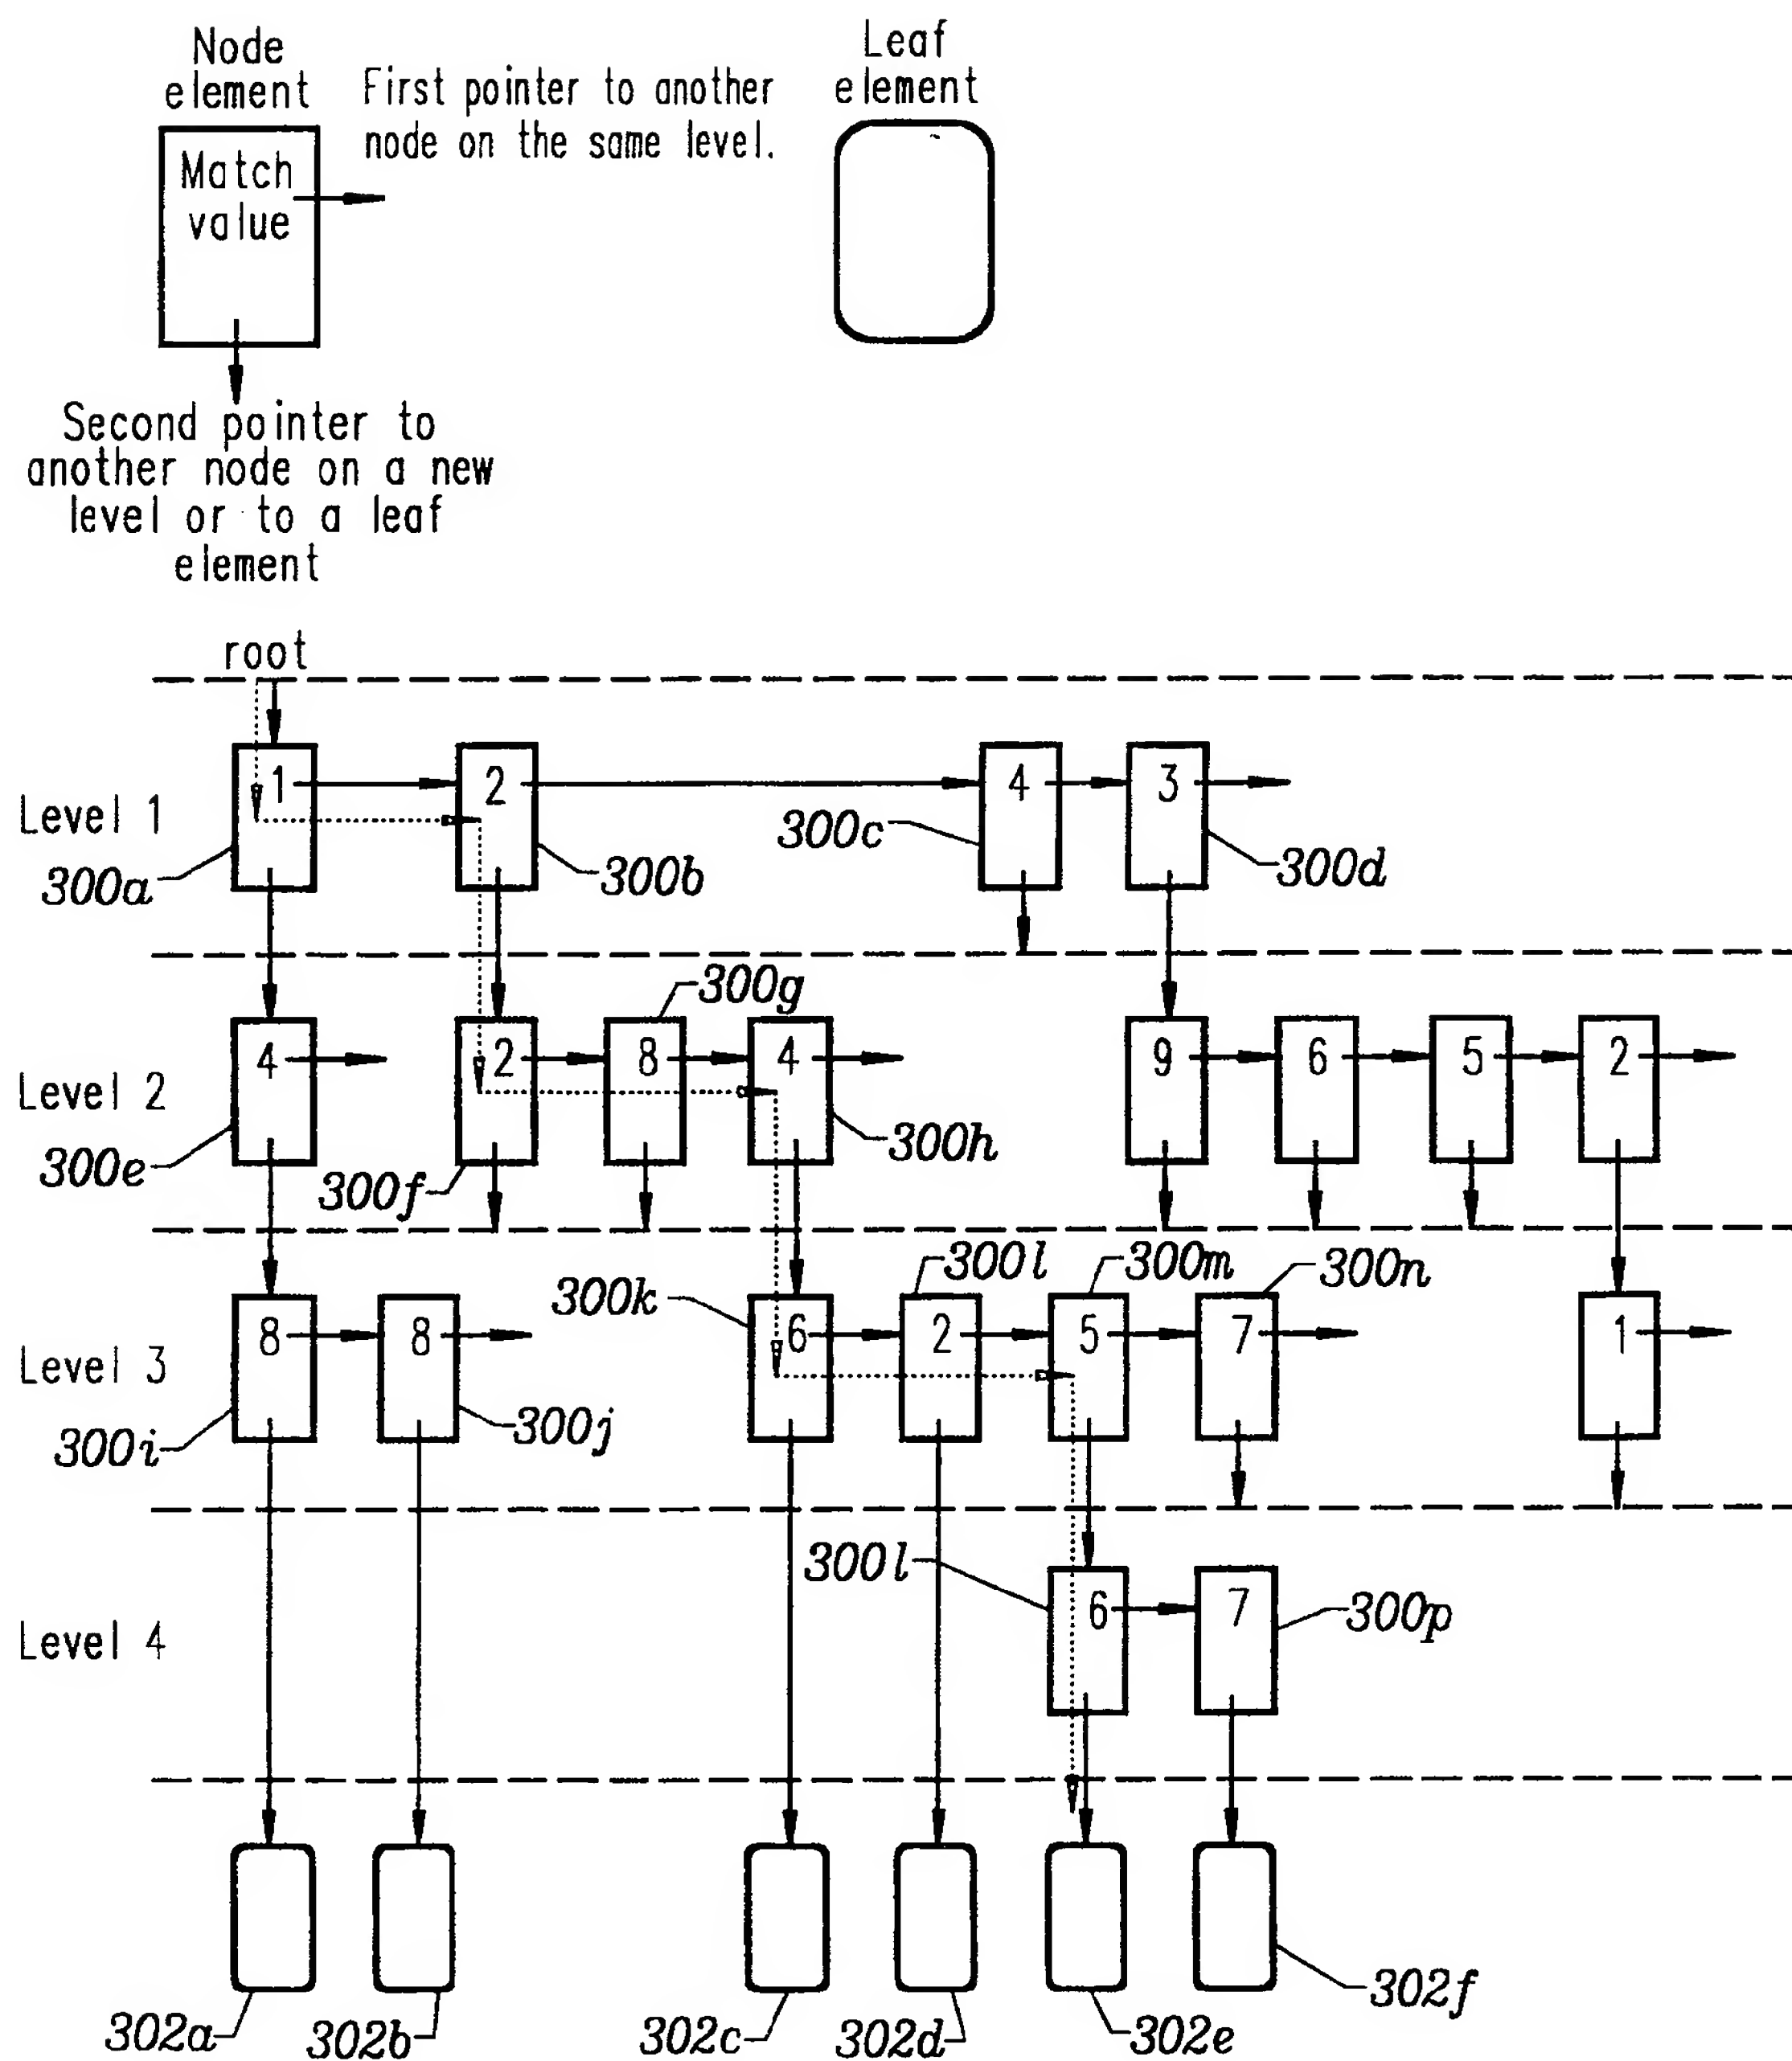 Node
element
Match
value
First pointer to another
node on the same level.
Leaf
element
Second pointer to
another node on a new
level or to a leaf
element
root
Level 1
1
2
4
3
300a
300b
300c
300d
Level 2
4
2
8
4
9
6
5
2
300e
300f
300g
300h
Level 3
8
8
6
2
5
7
1
300i
300j
300k
300l
300m
300n
Level 4
6
7
300l
300p
302a
302b
302c
302d
302e
302f